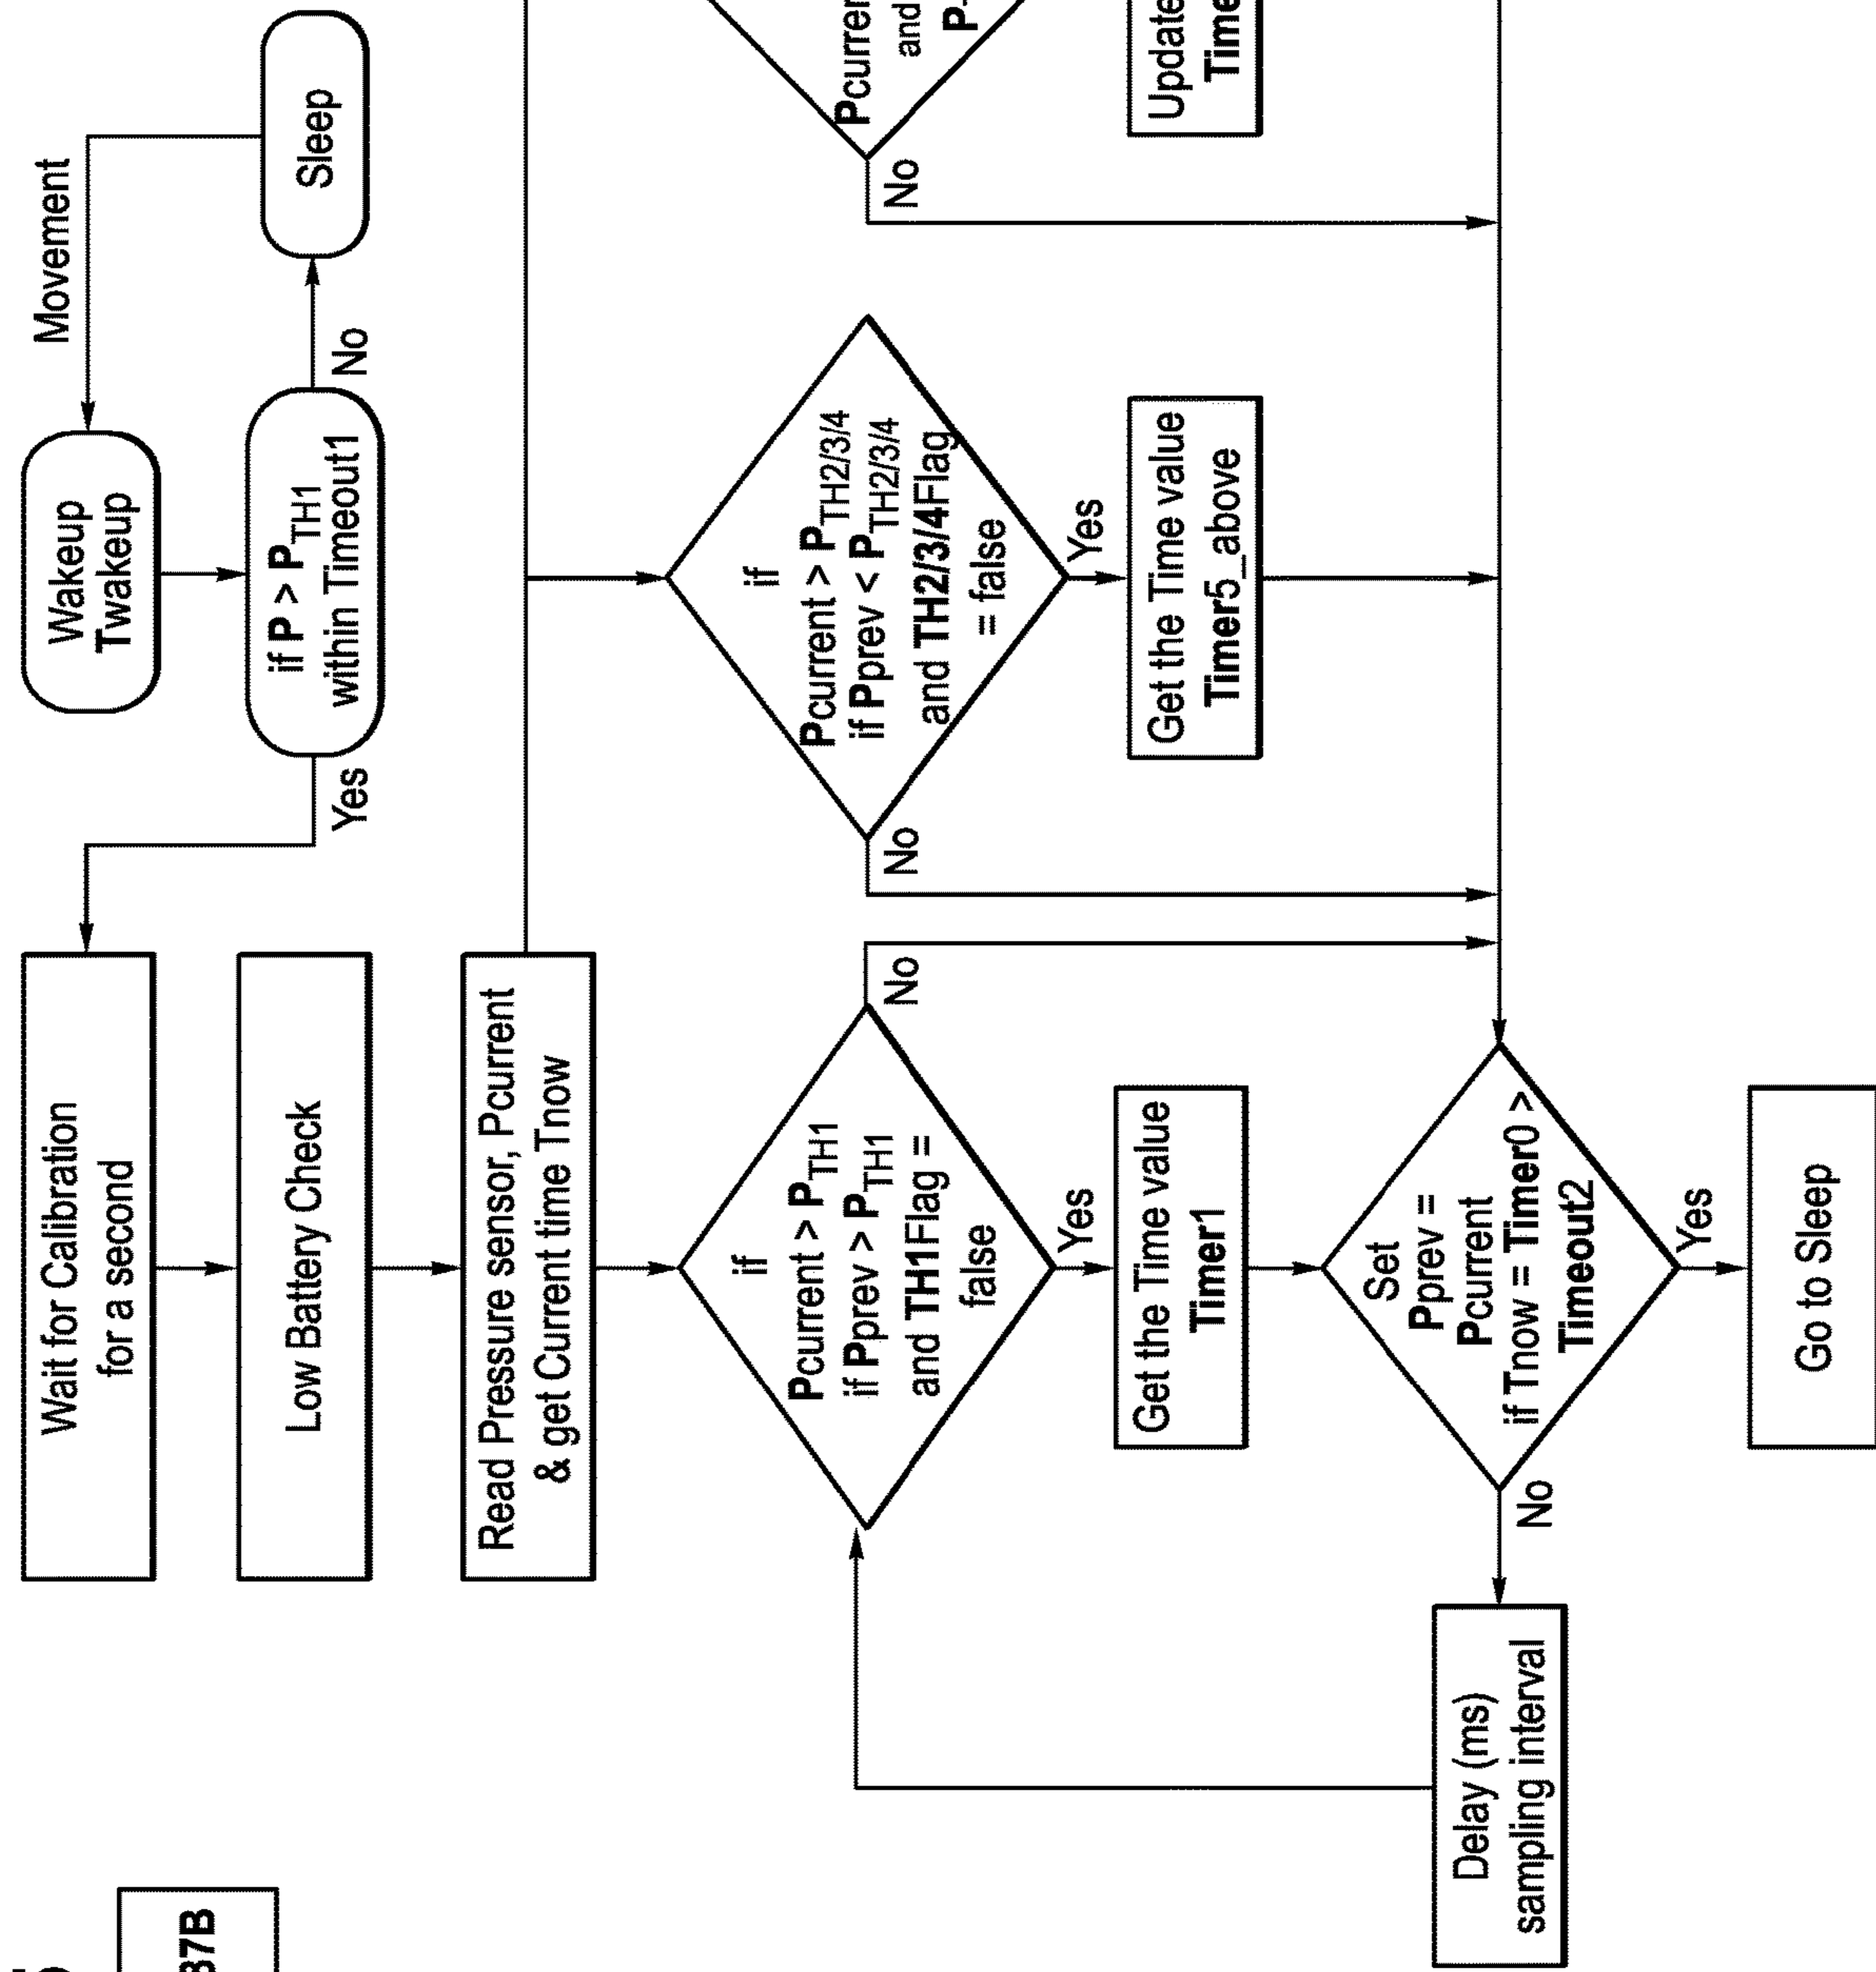 Movement
Wakeup
Twakeup
Sleep
if P > PTH1
within Timeout1
No
Yes
Wait for Calibration
for a second
Low Battery Check
Read Pressure sensor, Pcurrent
& get Current time Tnow
if
Pcurrent > PTH1
if Pprev > PTH1
and TH1Flag =
false
No
Yes
Get the Time value
Timer1
if
Pcurrent > PTH2/3/4
if Pprev < PTH2/3/4
and TH2/3/4Flag
= false
No
Yes
Get the Time value
Timer5_above
and
No
Update
Set
Pprev =
Pcurrent
if Tnow = Timer0 >
Timeout2
No
Yes
Delay (ms)
sampling interval
Go to Sleep
37B